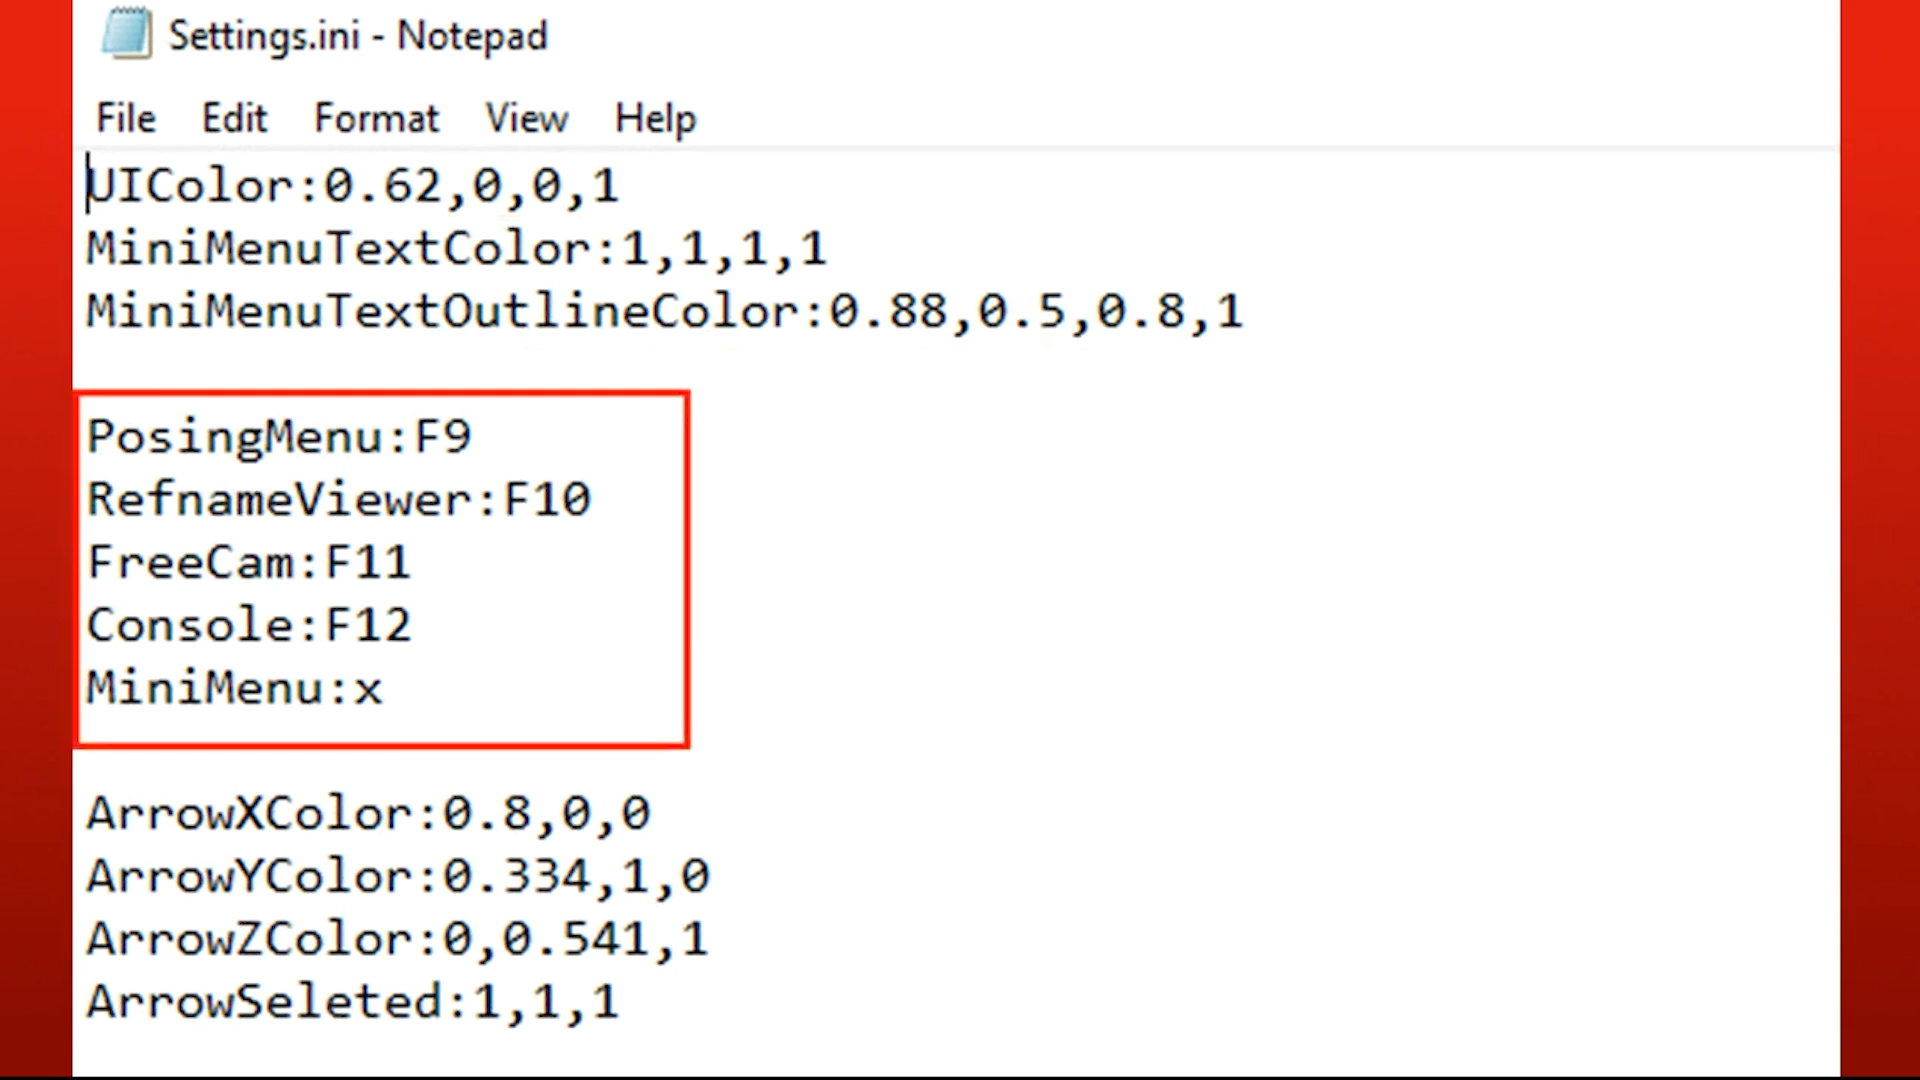 Settings.ini - Notepad
File Edit Format View Help
UIColor:0.62,0,0,1
MiniMenuTextColor:1,1,1,1
MiniMenuTextOutlineColor:0.88,0.5,0.8,1
PosingMenu:F9
RefnameViewer:F10
FreeCam:F11
Console:F12
MiniMenu:x
ArrowXColor:0.8,0,0
ArrowYColor:0.334,1,0
ArrowZColor:0,0.541,1
ArrowSeleted:1,1,1